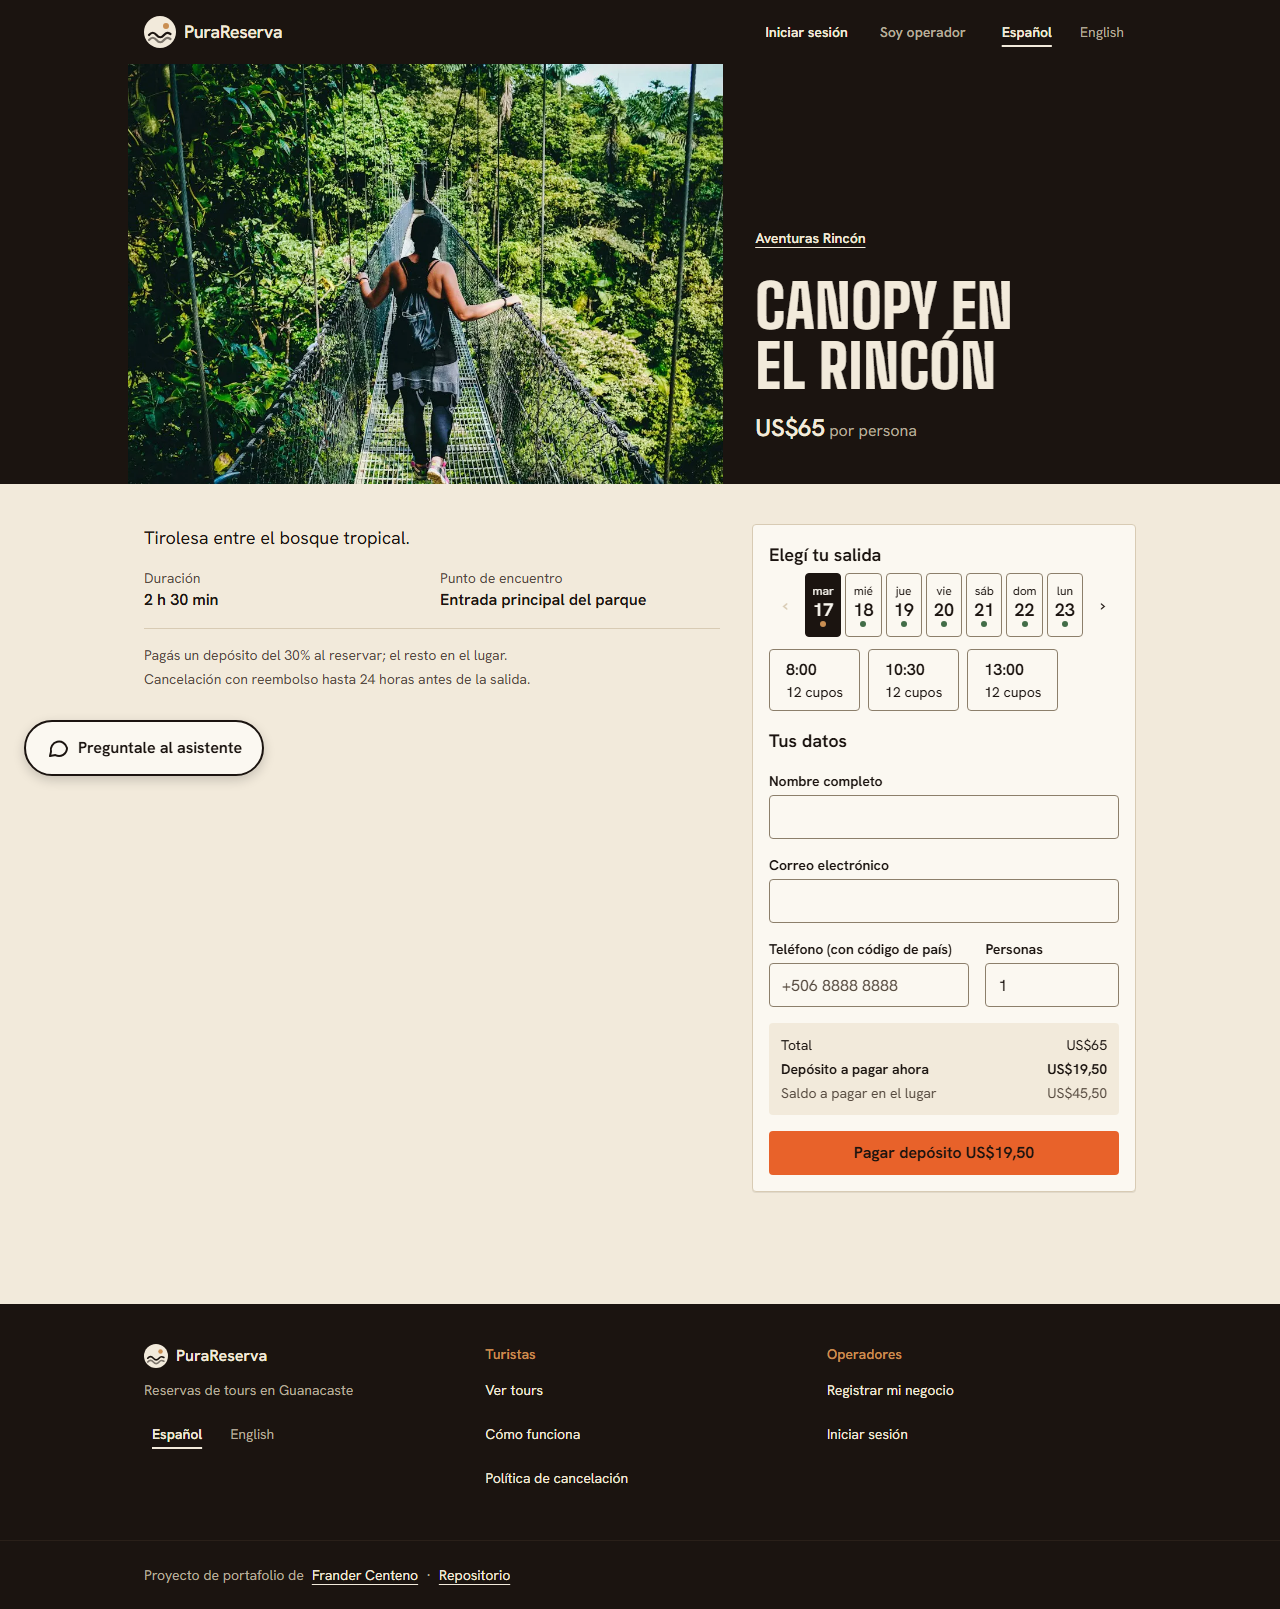 PuraReserva
Iniciar sesión
Soy operador
Español
English
Aventuras Rincón
CANOPY EN
EL RINCÓN
US$65 por persona
Tirolesa entre el bosque tropical.
Duración
2 h 30 min
Punto de encuentro
Entrada principal del parque
Pagás un depósito del 30% al reservar; el resto en el lugar.
Cancelación con reembolso hasta 24 horas antes de la salida.
Preguntale al asistente
Elegí tu salida
‹
mar
17
mié
18
jue
19
vie
20
sáb
21
dom
22
lun
23
›
8:00
12 cupos
10:30
12 cupos
13:00
12 cupos
Tus datos
Nombre completo
Correo electrónico
Teléfono (con código de país)
+506 8888 8888
Personas
1
Total US$65
Depósito a pagar ahora US$19,50
Saldo a pagar en el lugar US$45,50
Pagar depósito US$19,50
PuraReserva
Reservas de tours en Guanacaste
Español English
Turistas
Ver tours
Cómo funciona
Política de cancelación
Operadores
Registrar mi negocio
Iniciar sesión
Proyecto de portafolio de Frander Centeno · Repositorio